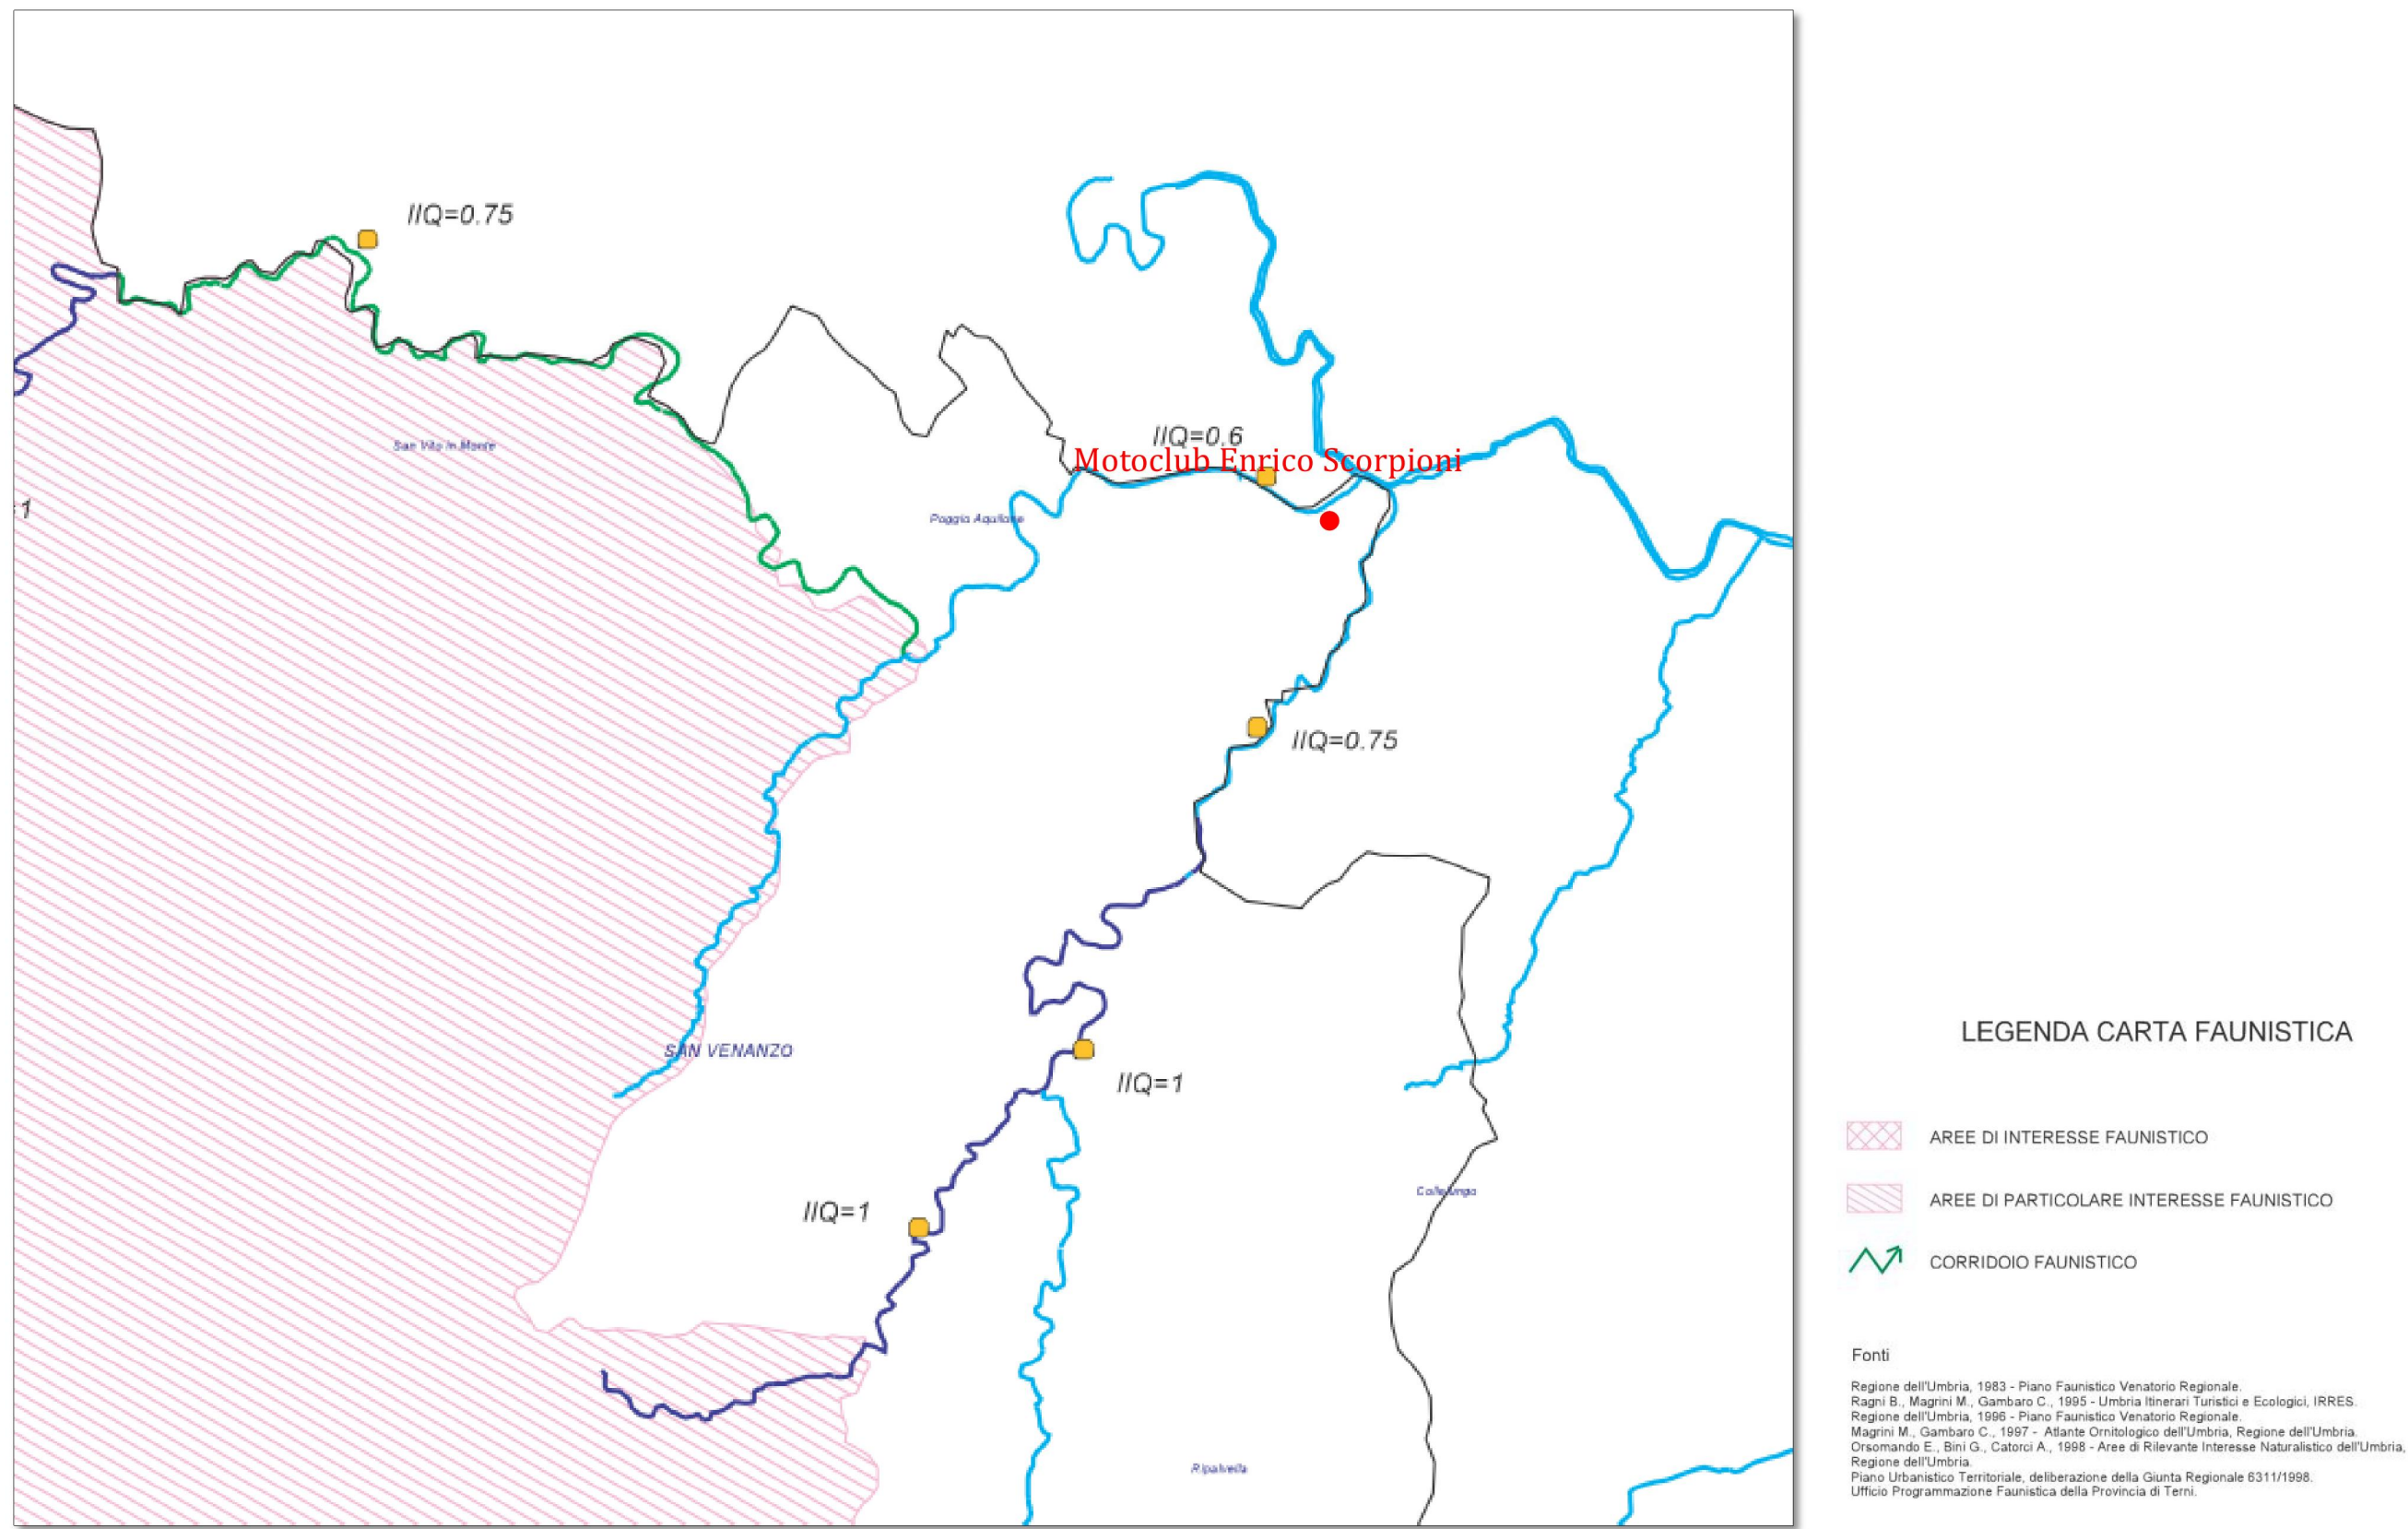 IIQ=0.75
San Vito in Monte
IIQ=0.6
Motoclub Enrico Scorpioni
Poggio Aquilone
1
IIQ=0.75
SAN VENANZO
IIQ=1
IIQ=1
Collelungo
Ripalvella
LEGENDA CARTA FAUNISTICA
AREE DI INTERESSE FAUNISTICO
AREE DI PARTICOLARE INTERESSE FAUNISTICO
CORRIDOIO FAUNISTICO
Fonti
Regione dell'Umbria, 1983 - Piano Faunistico Venatorio Regionale.
Ragni B., Magrini M., Gambaro C., 1995 - Umbria Itinerari Turistici e Ecologici, IRRES.
Regione dell'Umbria, 1996 - Piano Faunistico Venatorio Regionale.
Magrini M., Gambaro C., 1997 - Atlante Ornitologico dell'Umbria, Regione dell'Umbria.
Orsomando E., Bini G., Catorci A., 1998 - Aree di Rilevante Interesse Naturalistico dell'Umbria,
Regione dell'Umbria.
Piano Urbanistico Territoriale, deliberazione della Giunta Regionale 6311/1998.
Ufficio Programmazione Faunistica della Provincia di Terni.